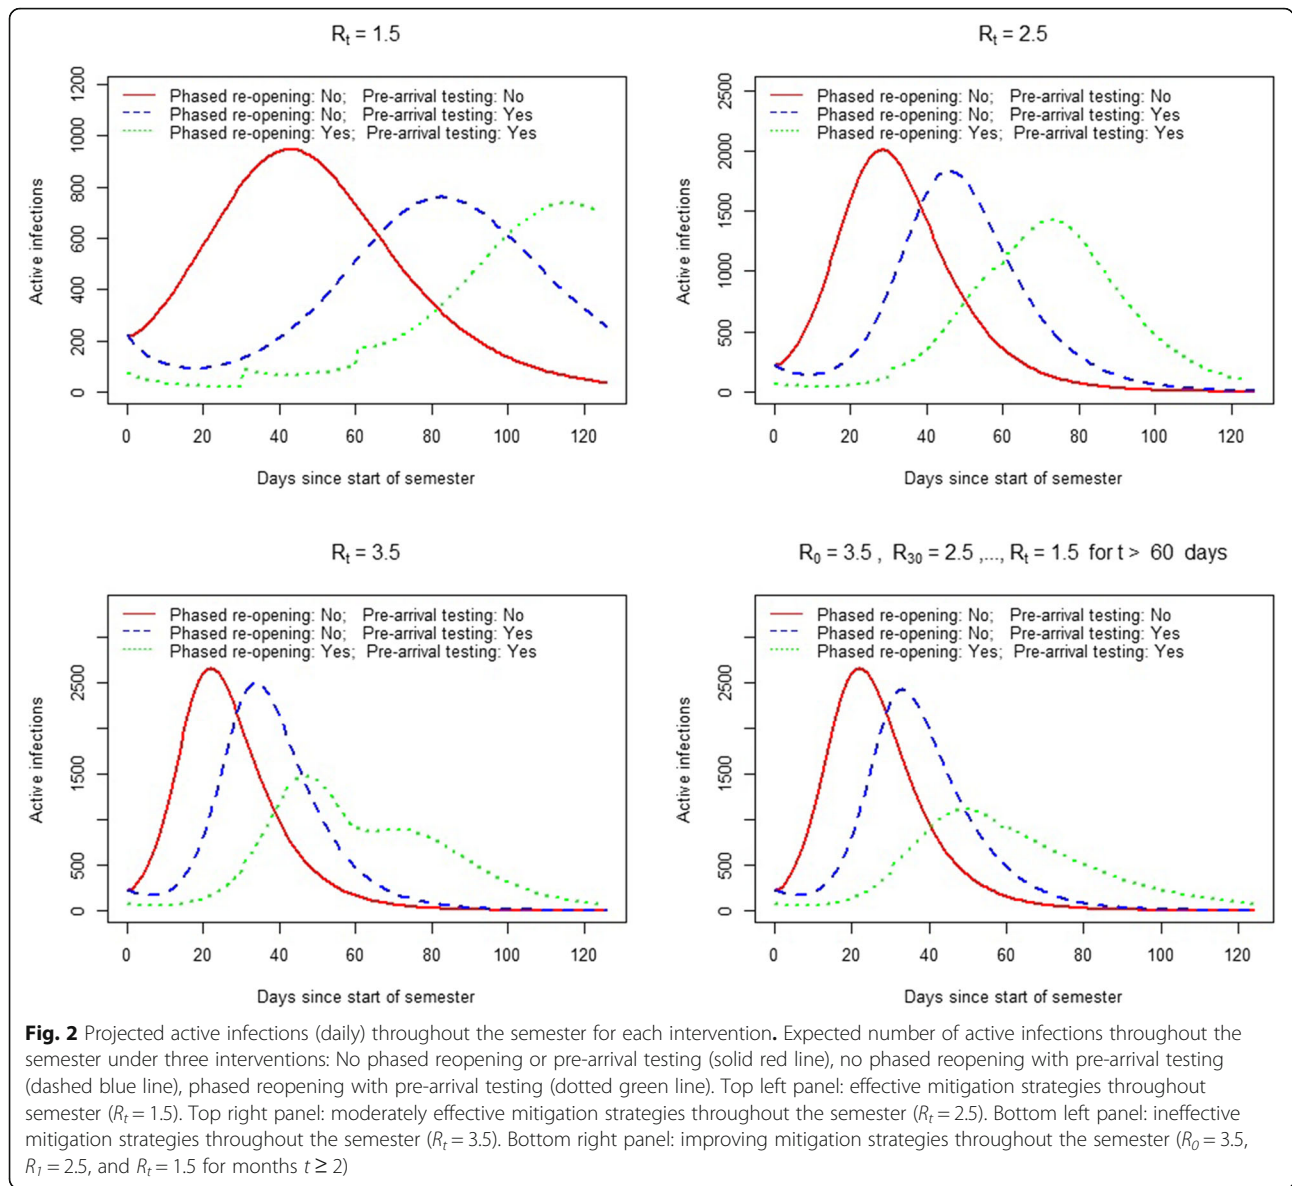 R_t = 1.5
1200
1000
800
600
400
200
0
Active infections
Phased re-opening: No; Pre-arrival testing: No
Phased re-opening: No; Pre-arrival testing: Yes
Phased re-opening: Yes; Pre-arrival testing: Yes
0 20 40 60 80 100 120
Days since start of semester
R_t = 2.5
2500
2000
1500
1000
500
0
Active infections
Phased re-opening: No; Pre-arrival testing: No
Phased re-opening: No; Pre-arrival testing: Yes
Phased re-opening: Yes; Pre-arrival testing: Yes
0 20 40 60 80 100 120
Days since start of semester
R_t = 3.5
2500
1500
500
0
Active infections
Phased re-opening: No; Pre-arrival testing: No
Phased re-opening: No; Pre-arrival testing: Yes
Phased re-opening: Yes; Pre-arrival testing: Yes
0 20 40 60 80 100 120
Days since start of semester
R_0 = 3.5 , R_30 = 2.5 ,..., R_t = 1.5 for t > 60 days
2500
1500
500
0
Active infections
Phased re-opening: No; Pre-arrival testing: No
Phased re-opening: No; Pre-arrival testing: Yes
Phased re-opening: Yes; Pre-arrival testing: Yes
0 20 40 60 80 100 120
Days since start of semester
Fig. 2 Projected active infections (daily) throughout the semester for each intervention. Expected number of active infections throughout the
semester under three interventions: No phased reopening or pre-arrival testing (solid red line), no phased reopening with pre-arrival testing
(dashed blue line), phased reopening with pre-arrival testing (dotted green line). Top left panel: effective mitigation strategies throughout
semester (R_t = 1.5). Top right panel: moderately effective mitigation strategies throughout the semester (R_t = 2.5). Bottom left panel: ineffective
mitigation strategies throughout the semester (R_t = 3.5). Bottom right panel: improving mitigation strategies throughout the semester (R_0 = 3.5,
R_1 = 2.5, and R_t = 1.5 for months t ≥ 2)